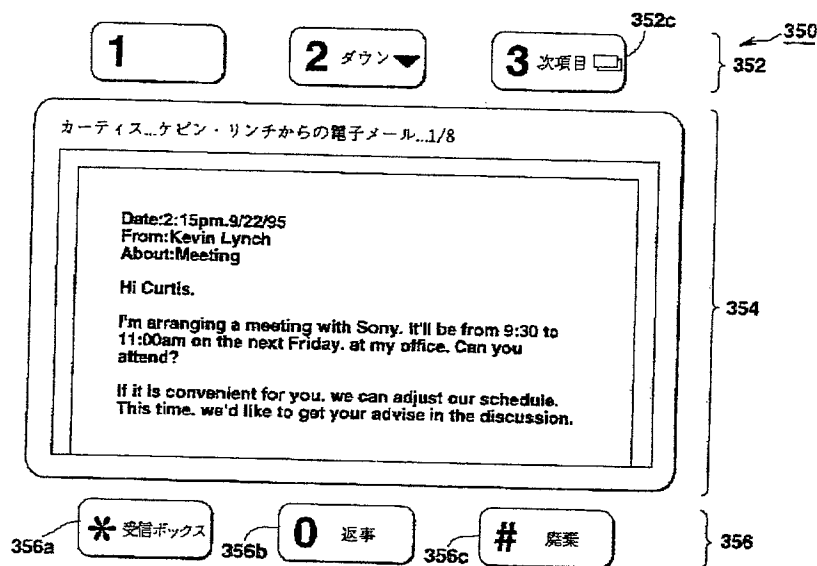 352c
350
1
2 ダウン
3 次項目
352
カーティス...ケビン・リンチからの電子メール...1/8
Date:2:15pm.9/22/95
From:Kevin Lynch
About:Meeting
Hi Curtis.
I'm arranging a meeting with Sony. It'll be from 9:30 to
11:00am on the next Friday. at my office. Can you
attend?
If it is convenient for you. we can adjust our schedule.
This time. we'd like to get your advise in the discussion.
354
356a
* 受信ボックス
356b
0 返事
356c
# 廃棄
356